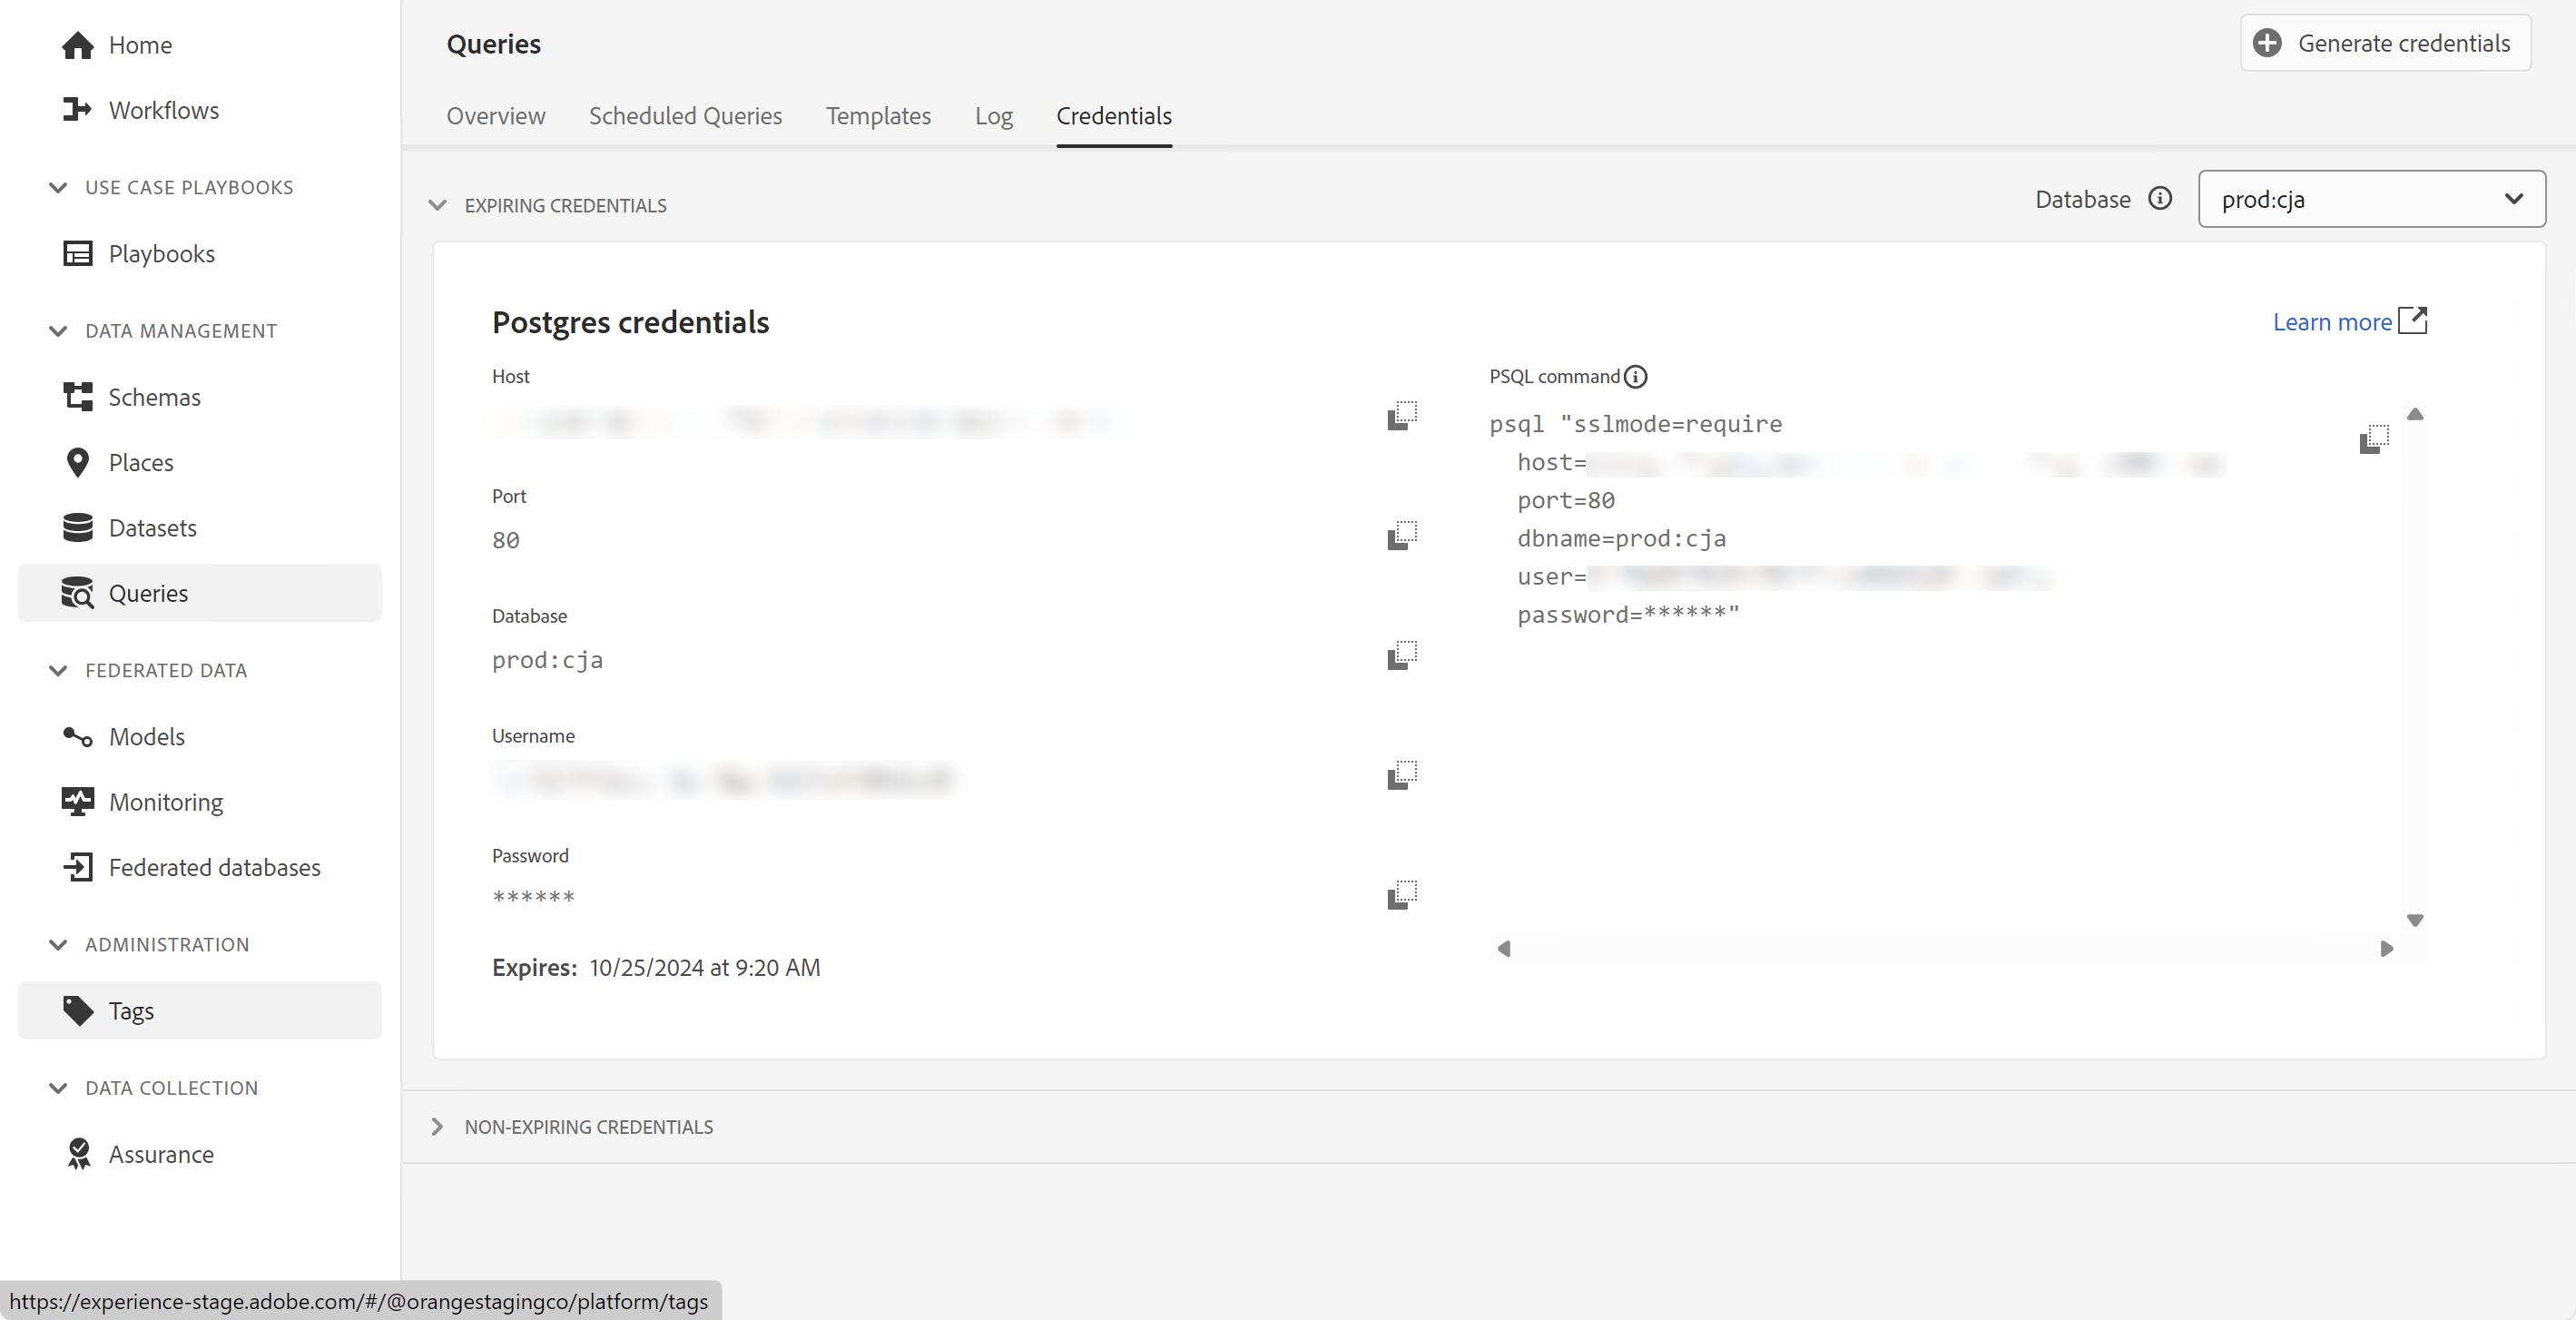 Home
Workflows
USE CASE PLAYBOOKS
Playbooks
DATA MANAGEMENT
Schemas
Places
Datasets
Queries
FEDERATED DATA
Models
Monitoring
Federated databases
ADMINISTRATION
Tags
DATA COLLECTION
Assurance
Queries
Generate credentials
Overview Scheduled Queries Templates Log Credentials
EXPIRING CREDENTIALS
Database prod:cja
Postgres credentials
Learn more
Host
Port
80
Database
prod:cja
Username
Password
******
Expires: 10/25/2024 at 9:20 AM
PSQL command
psql "sslmode=require
host=
port=80
dbname=prod:cja
user=
password=******"
NON-EXPIRING CREDENTIALS
https://experience-stage.adobe.com/#/@orangestagingco/platform/tags